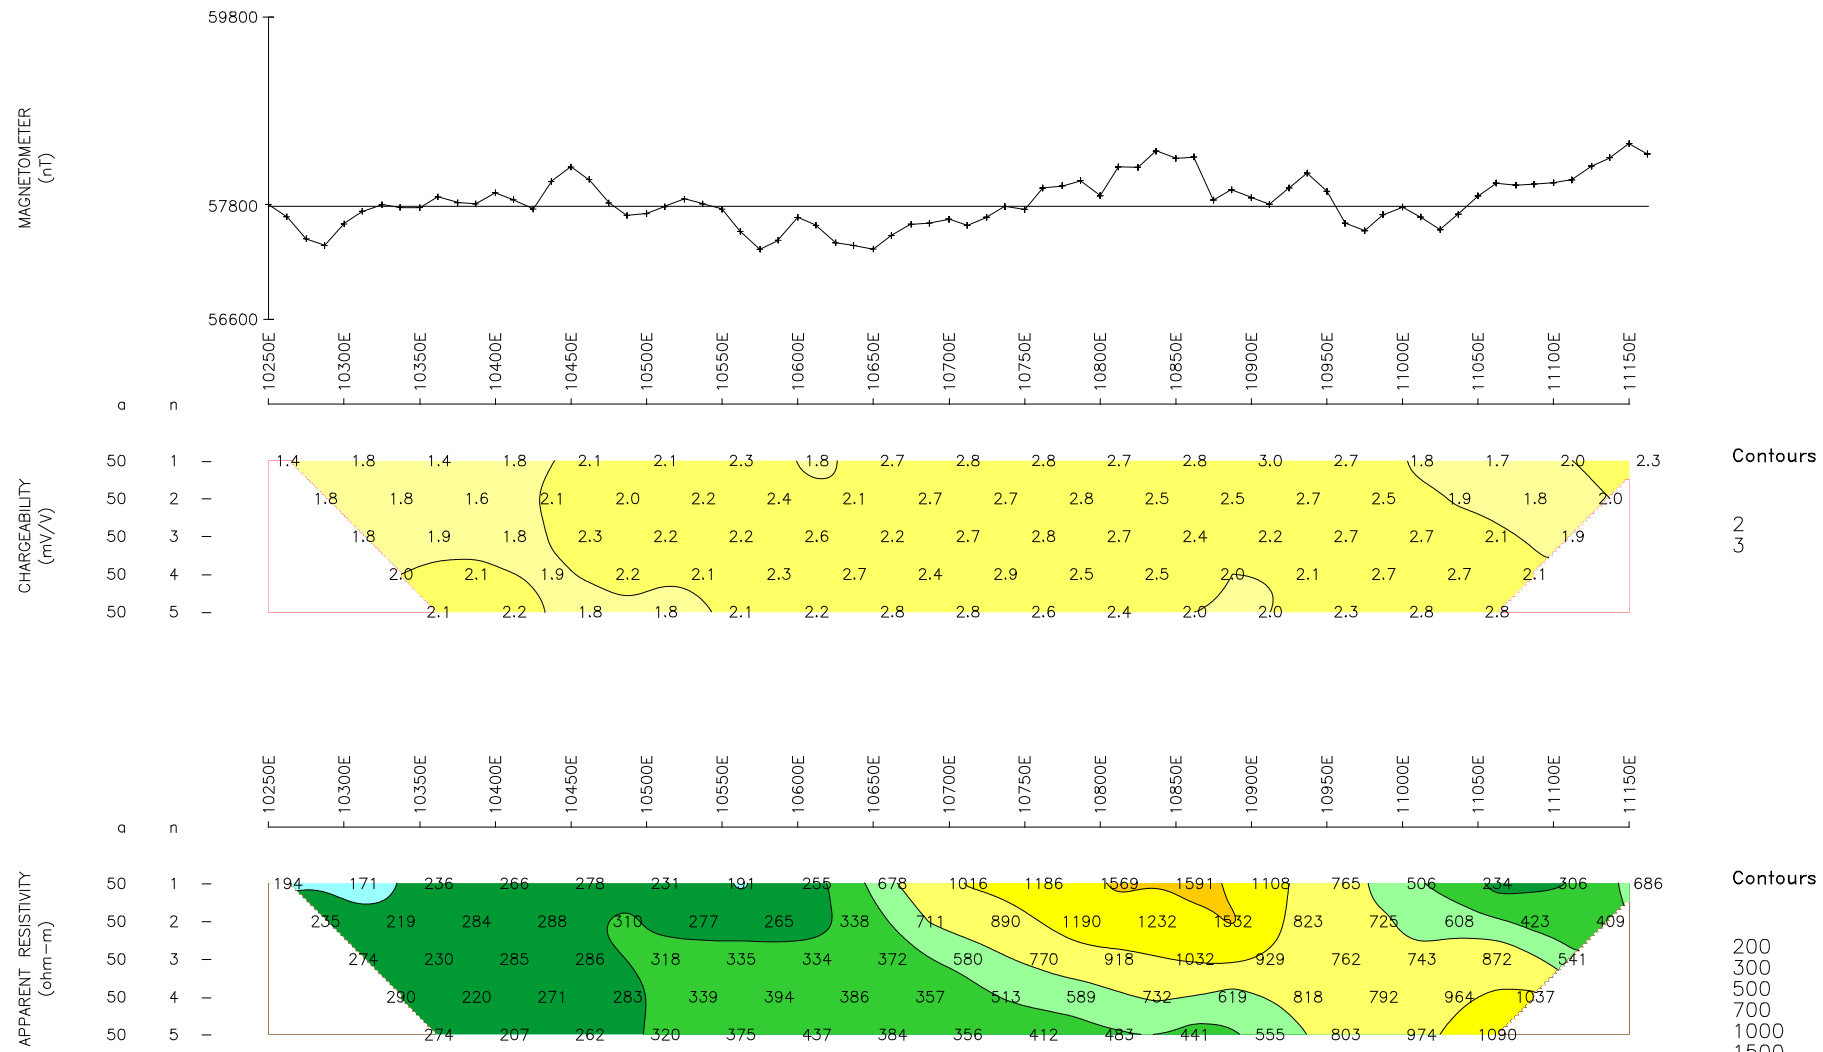 59800
MAGNETOMETER
(nT)
57800
56600
10250E 10300E 10350E 10400E 10450E 10500E 10550E 10600E 10650E 10700E 10750E 10800E 10850E 10900E 10950E 11000E 11050E 11100E 11150E
a n
50 1 – 1.4 1.8 1.4 1.8 2.1 2.1 2.3 1.8 2.7 2.8 2.8 2.7 2.8 3.0 2.7 1.8 1.7 2.0 2.3
Contours
CHARGEABILITY
(mV/V)
50 2 – 1.8 1.8 1.6 2.1 2.0 2.2 2.4 2.1 2.7 2.7 2.8 2.5 2.5 2.7 2.5 1.9 1.8 2.0
2
50 3 – 1.8 1.9 1.8 2.3 2.2 2.2 2.6 2.2 2.7 2.8 2.7 2.4 2.2 2.7 2.7 2.1 1.9
3
50 4 – 2.0 2.1 1.9 2.2 2.1 2.3 2.7 2.4 2.9 2.5 2.5 2.0 2.1 2.7 2.7 2.1
50 5 – 2.1 2.2 1.8 1.8 2.1 2.2 2.8 2.8 2.6 2.4 2.0 2.0 2.3 2.8 2.8
10250E 10300E 10350E 10400E 10450E 10500E 10550E 10600E 10650E 10700E 10750E 10800E 10850E 10900E 10950E 11000E 11050E 11100E 11150E
a n
50 1 – 194 171 236 266 278 231 191 255 678 1016 1186 1569 1591 1108 765 506 234 306 686
Contours
APPARENT RESISTIVITY
(ohm-m)
50 2 – 235 219 284 288 310 277 265 338 711 890 1190 1232 1532 823 725 608 423 409
200
50 3 – 274 230 285 286 318 335 334 372 580 770 918 1032 929 762 743 872 541
300
500
50 4 – 290 220 271 283 339 394 386 357 513 589 732 619 818 792 964 1037
700
50 5 – 274 207 262 320 375 437 384 356 412 483 441 555 803 974 1090
1000
1500